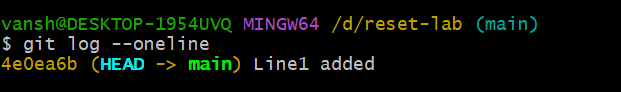 vansh@DESKTOP-1954UVQ MINGW64 /d/reset-lab (main)
$ git log --oneline
4e0ea6b (HEAD -> main) Line1 added